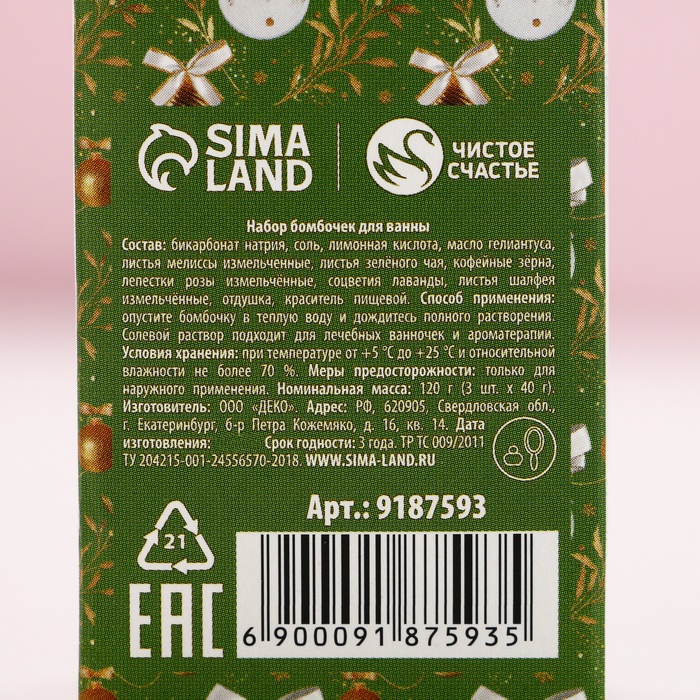 SIMA
LAND
ЧИСТОЕ
СЧАСТЬЕ
Набор бомбочек для ванны
Состав: бикарбонат натрия, соль, лимонная кислота, масло гелиантуса,
листья мелиссы измельченные, листья зелёного чая, кофейные зёрна,
лепестки розы измельчённые, соцветия лаванды, листья шалфея
измельчённые, отдушка, краситель пищевой. Способ применения:
опустите бомбочку в теплую воду и дождитесь полного растворения.
Солевой раствор подходит для лечебных ванночек и ароматерапии.
Условия хранения: при температуре от +5 °C до +25 °C и относительной
влажности не более 70 %. Меры предосторожности: только для
наружного применения. Номинальная масса: 120 г (3 шт. х 40 г).
Изготовитель: ООО «ДЕКО». Адрес: РФ, 620905, Свердловская обл.,
г. Екатеринбург, б-р Петра Кожемяко, д. 16, кв. 14. Дата
изготовления: Срок годности: 3 года. ТР ТС 009/2011
ТУ 204215-001-24556570-2018. WWW.SIMA-LAND.RU
Арт.: 9187593
21
EAC
6 900091 875935